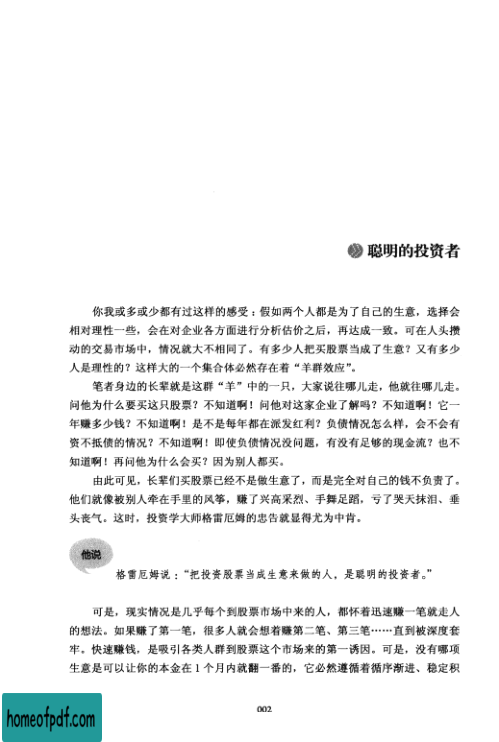 聪明的投资者
你我或多或少都有过这样的感受：假如两个人都是为了自己的生意，选择会
相对理性一些，会在对企业各方面进行分析估价之后，再达成一致。可在人头攒
动的交易市场中，情况就大不相同了。有多少人把买股票当成了生意？又有多少
人是理性的？这样大的一个集合体必然存在着“羊群效应”。
笔者身边的长辈就是这群“羊”中的一只，大家说往哪儿走，他就往哪儿走。
问他为什么要买这只股票？不知道啊！问他对这家企业了解吗？不知道啊！它一
年赚多少钱？不知道啊！是不是每年都在派发红利？负债情况怎么样，会不会有
资不抵债的情况？不知道啊！即使负债情况没问题，有没有足够的现金流？也不
知道啊！再问他为什么会买？因为别人都买。
由此可见，长辈们买股票已经不是做生意了，而是完全对自己的钱不负责了。
他们就像被别人牵在手里的风筝，赚了兴高采烈、手舞足蹈，亏了哭天抹泪、垂
头丧气。这时，投资学大师格雷厄姆的忠告就显得尤为中肯。
他说
格雷厄姆说：“把投资股票当成生意来做的人，是聪明的投资者。”
可是，现实情况是几乎每个到股票市场中来的人，都怀着迅速赚一笔就走人
的想法。如果赚了第一笔，很多人就会想着赚第二笔、第三笔……直到被深度套
牢。快速赚钱，是吸引各类人群到股票这个市场来的第一诱因。可是，没有哪项
生意是可以让你的本金在1个月内就翻一番的，它必然遵循着循序渐进、稳定积
002
homeofpdf.com